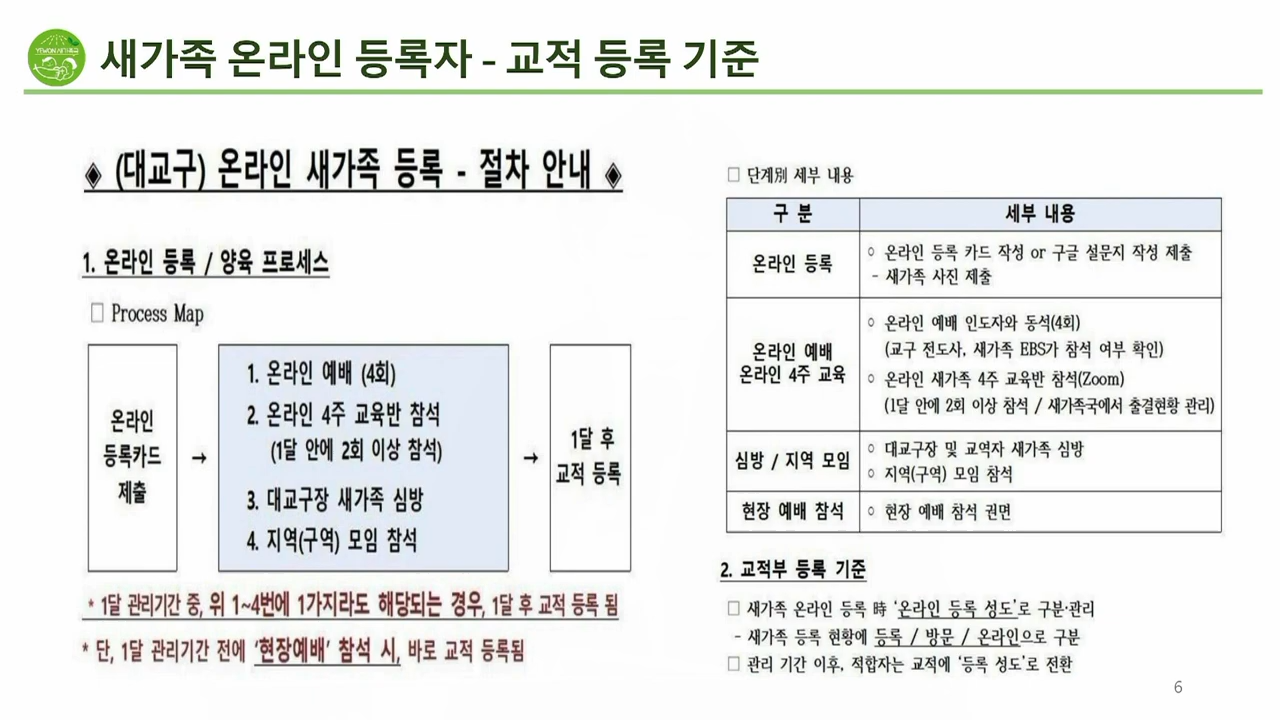 새가족 온라인 등록자 - 교적 등록 기준
◈ (대교구) 온라인 새가족 등록 - 절차 안내 ◈
1. 온라인 등록 / 양육 프로세스
□ Process Map
온라인
등록카드
제출
→
1. 온라인 예배 (4회)
2. 온라인 4주 교육반 참석
(1달 안에 2회 이상 참석)
3. 대교구장 새가족 심방
4. 지역(구역) 모임 참석
→
1달 후
교적 등록
* 1달 관리기간 중, 위 1~4번에 1가지라도 해당되는 경우, 1달 후 교적 등록 됨
* 단, 1달 관리기간 전에 '현장예배' 참석 시, 바로 교적 등록됨
□ 단계別 세부 내용
구 분
세부 내용
온라인 등록
○ 온라인 등록 카드 작성 or 구글 설문지 작성 제출
- 새가족 사진 제출
온라인 예배
온라인 4주 교육
○ 온라인 예배 인도자와 동석(4회)
(교구 전도사, 새가족 EBS가 참석 여부 확인)
○ 온라인 새가족 4주 교육반 참석(Zoom)
(1달 안에 2회 이상 참석 / 새가족국에서 출결현황 관리)
심방 / 지역 모임
○ 대교구장 및 교역자 새가족 심방
○ 지역(구역) 모임 참석
현장 예배 참석
○ 현장 예배 참석 권면
2. 교적부 등록 기준
□ 새가족 온라인 등록 時 '온라인 등록 성도'로 구분·관리
- 새가족 등록 현황에 등록 / 방문 / 온라인으로 구분
□ 관리 기간 이후, 적합자는 교적에 '등록 성도'로 전환
6